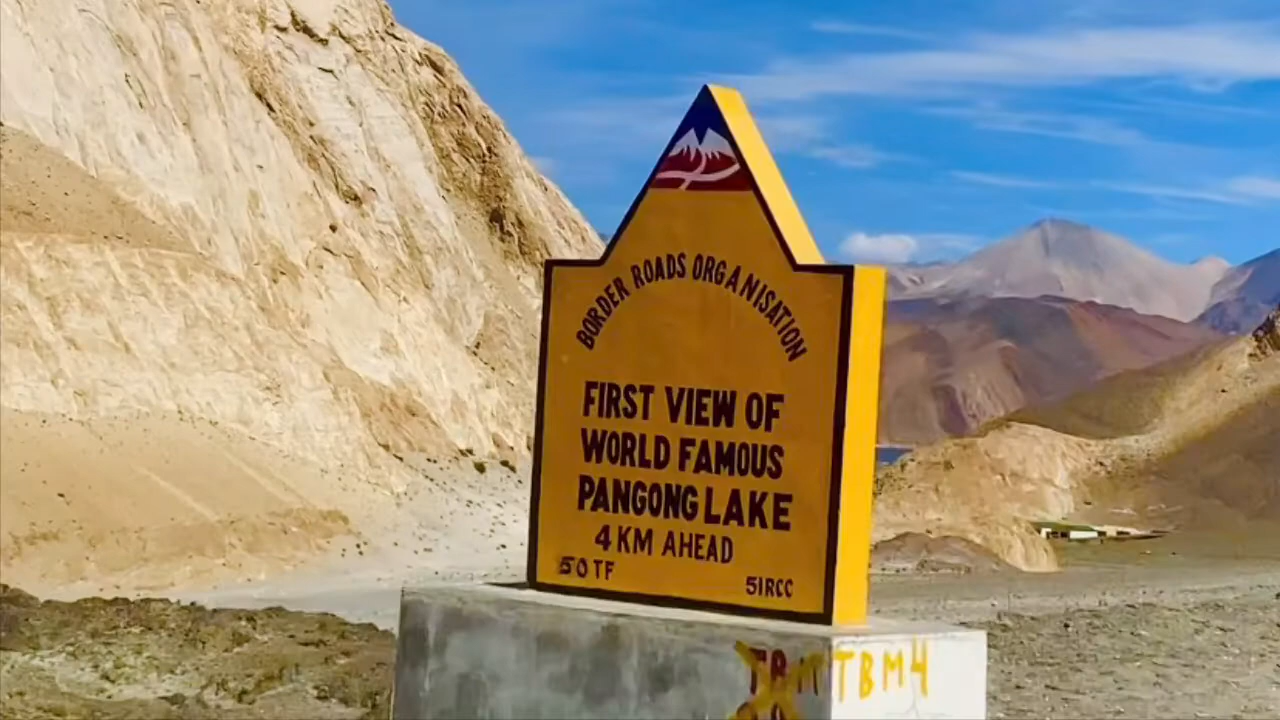 BORDER ROADS ORGANISATION
FIRST VIEW OF
WORLD FAMOUS
PANGONG LAKE
4 KM AHEAD
50 TF
51RCC
TBM4